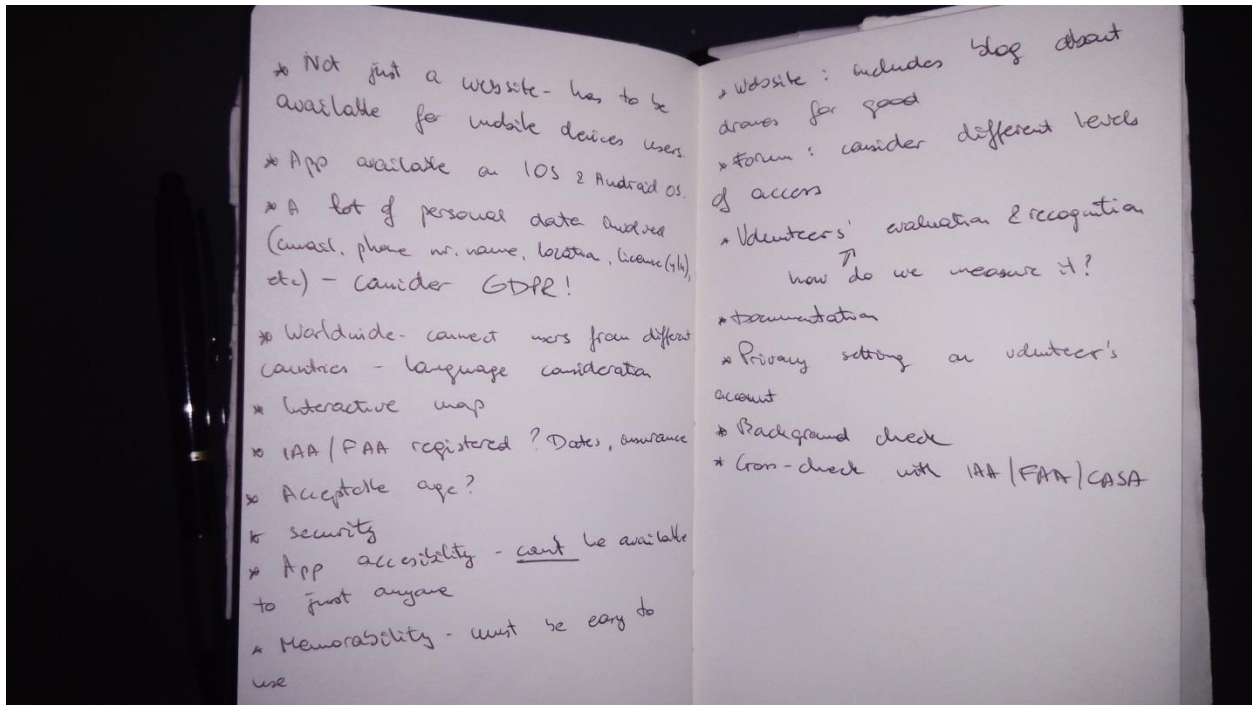 * Not just a website - has to be
available for mobile devices users.
* App available on IOS & Android OS.
* A lot of personal data involved
(email, phone nr. name, location, license (y/n),
etc) - consider GDPR!
* Worldwide - connect users from different
countries - language consideration
* Interactive map
* IAA/FAA registered? Dates, insurance
* Acceptable age?
* security
* App accesibility - can't be available
to just anyone
* Memorability - must be easy to
use
* Website: includes blog about
drones for good
* Forum: consider different levels
of access
* Volunteers' evaluation & recognition
how do we measure it?
* Documentation
* Privacy setting on volunteer's
account
* Background check
* Cross-check with IAA/FAA/CASA